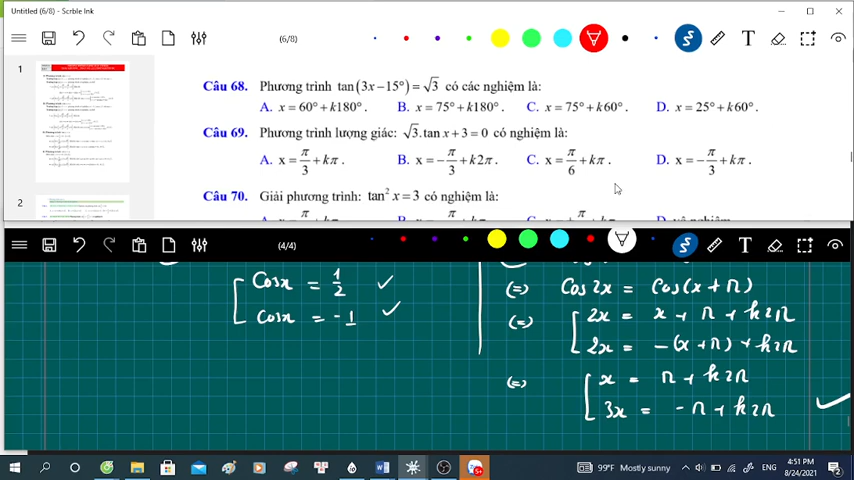 Untitled (6/8) - Scrble Ink
(6/8)
1
Câu 68. Phương trình tan(3x−15°) = √3 có các nghiệm là:
A. x = 60° + k180°. B. x = 75° + k180°. C. x = 75° + k60°. D. x = 25° + k60°.
Câu 69. Phương trình lượng giác: √3.tan x + 3 = 0 có nghiệm là:
A. x = π/3 + kπ. B. x = −π/3 + k2π. C. x = π/6 + kπ. D. x = −π/3 + kπ.
2
Câu 70. Giải phương trình: tan² x = 3 có nghiệm là:
(4/4)
Cosx = 1/2 ✓
Cosx = -1 ✓
(=) Cos2x = Cos(x + π)
(=) 2x = x + π + k2π
2x = -(x+π) + k2π
(=) x = π + k2π
3x = -π + k2π
99°F Mostly sunny
ENG
4:51 PM
8/24/2021